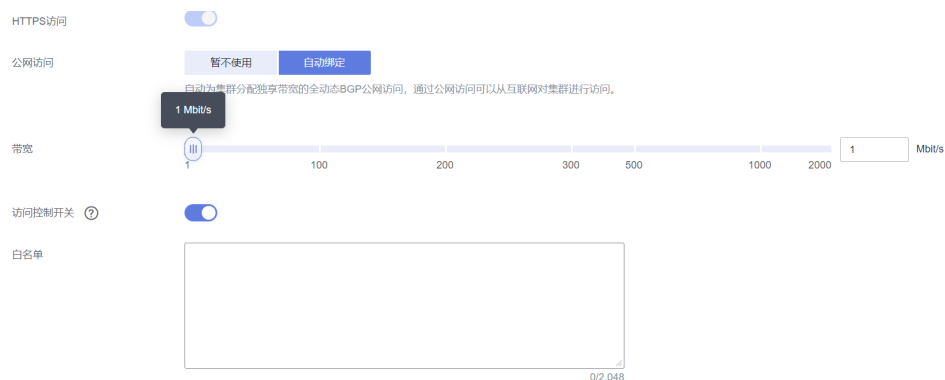 HTTPS访问
公网访问 暂不使用 自动绑定
自动为集群分配独享带宽的全动态BGP公网访问，通过公网访问可以从互联网对集群进行访问。
1 Mbit/s
带宽 1 Mbit/s
1 100 200 300 500 1000 2000
访问控制开关 ?
白名单
0/2,048